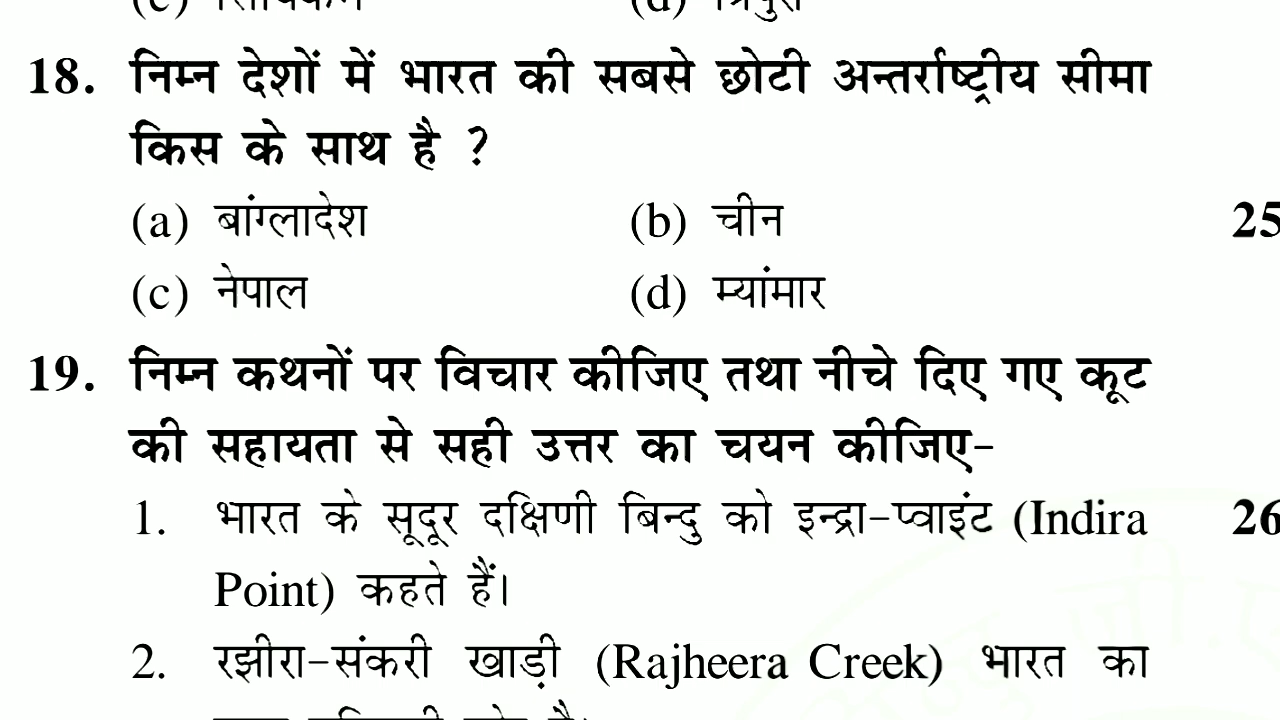 18. निम्न देशों में भारत की सबसे छोटी अन्तर्राष्ट्रीय सीमा
किस के साथ है ?
(a) बांग्लादेश (b) चीन
25
(c) नेपाल (d) म्यांमार
19. निम्न कथनों पर विचार कीजिए तथा नीचे दिए गए कूट
की सहायता से सही उत्तर का चयन कीजिए-
1. भारत के सूदूर दक्षिणी बिन्दु को इन्द्रा-प्वाइंट (Indira
26
Point) कहते हैं।
2. रझीरा-संकरी खाड़ी (Rajheera Creek) भारत का